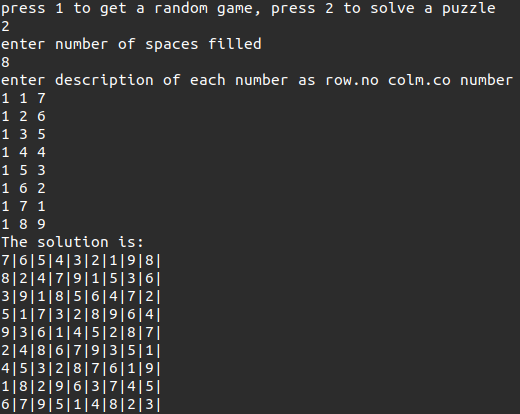 press 1 to get a random game, press 2 to solve a puzzle
2
enter number of spaces filled
8
enter description of each number as row.no colm.co number
1 1 7
1 2 6
1 3 5
1 4 4
1 5 3
1 6 2
1 7 1
1 8 9
The solution is:
7|6|5|4|3|2|1|9|8|
8|2|4|7|9|1|5|3|6|
3|9|1|8|5|6|4|7|2|
5|1|7|3|2|8|9|6|4|
9|3|6|1|4|5|2|8|7|
2|4|8|6|7|9|3|5|1|
4|5|3|2|8|7|6|1|9|
1|8|2|9|6|3|7|4|5|
6|7|9|5|1|4|8|2|3|